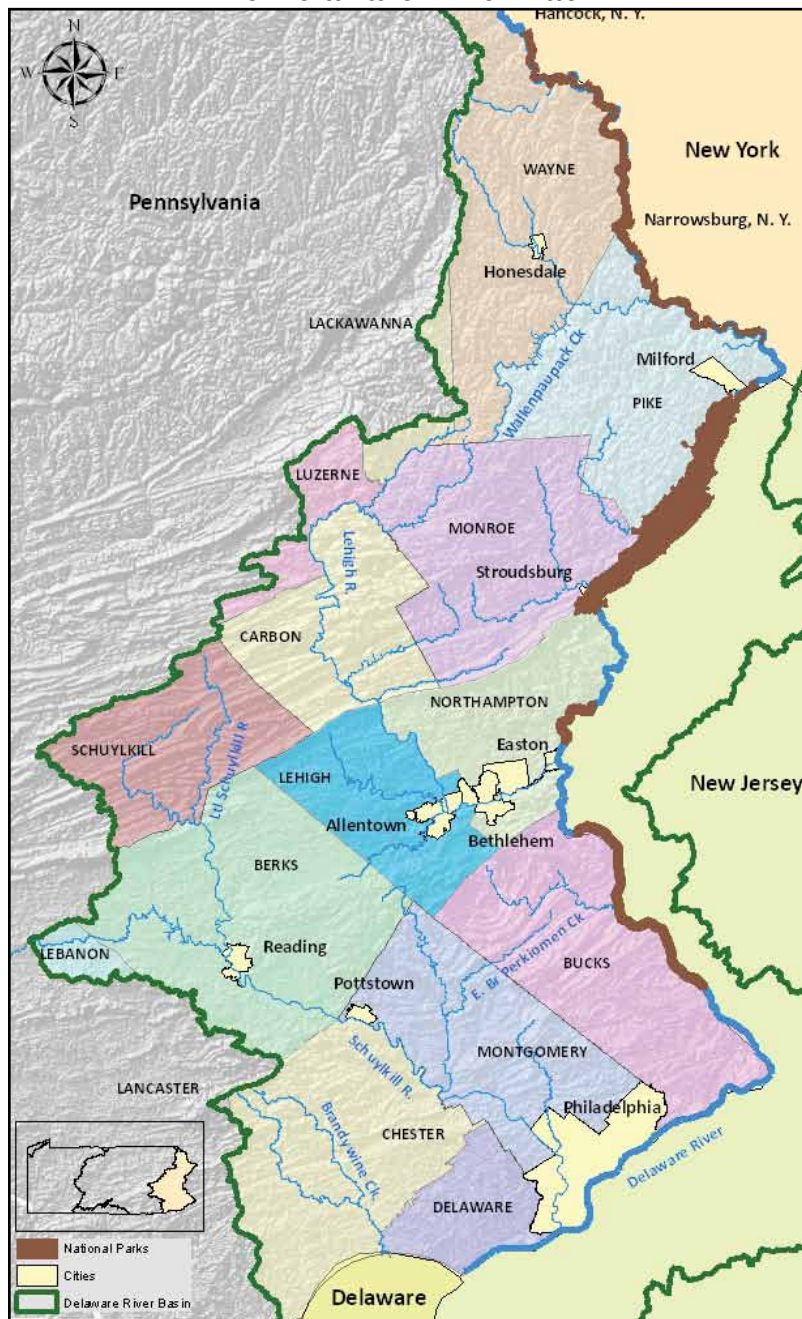 Hancock, N. Y.
N
W
E
S
WAYNE
New York
Pennsylvania
Narrowsburg, N. Y.
Honesdale
LACKAWANNA
Wallenpaupack Ck
Milford
PIKE
LUZERNE
MONROE
Lehigh R.
Stroudsburg
CARBON
NORTHAMPTON
SCHUYLKILL
Ltl Schuylkill R
Easton
LEHIGH
New Jersey
Allentown
Bethlehem
BERKS
E. Br Perkiomen Ck
LEBANON
Reading
BUCKS
Pottstown
Schuylkill R.
MONTGOMERY
LANCASTER
Philadelphia
Brandywine Ck
CHESTER
Delaware River
DELAWARE
National Parks
Cities
Delaware River Basin
Delaware